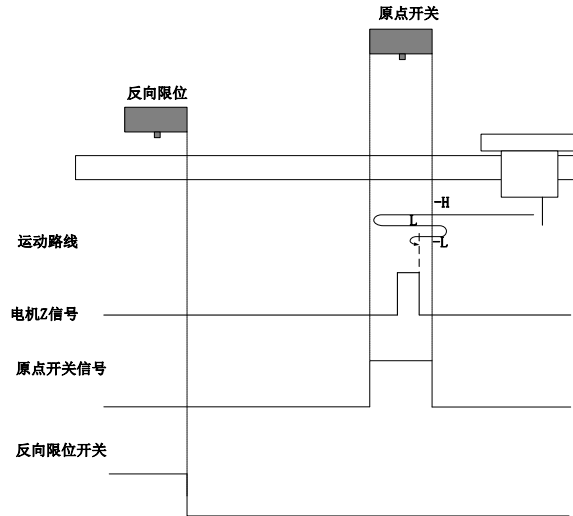 原点开关
反向限位
-H
L
运动路线
-L
电机Z信号
原点开关信号
反向限位开关